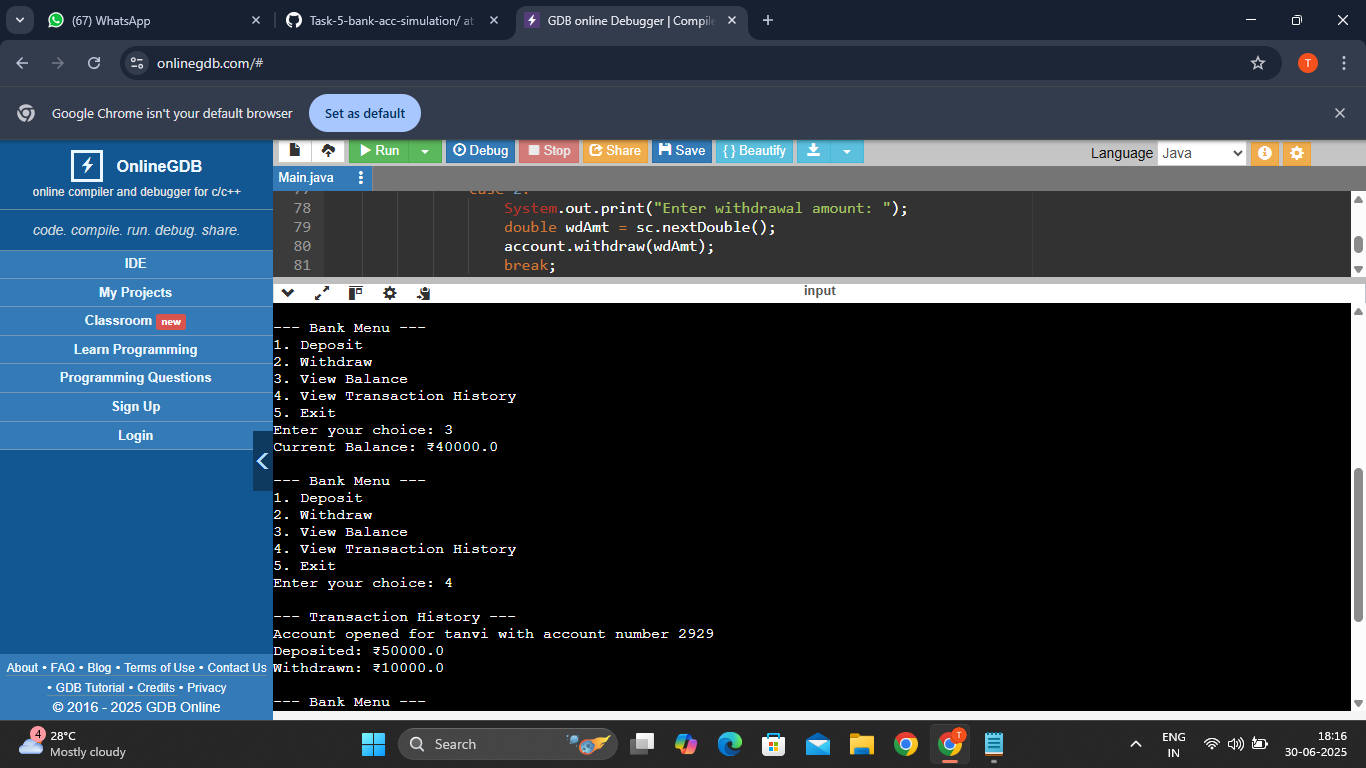 (67) WhatsApp
Task-5-bank-acc-simulation/ at
GDB online Debugger | Compile
onlinegdb.com/#
T
Google Chrome isn't your default browser
Set as default
OnlineGDB
online compiler and debugger for c/c++
code. compile. run. debug. share.
IDE
My Projects
Classroom new
Learn Programming
Programming Questions
Sign Up
Login
About • FAQ • Blog • Terms of Use • Contact Us
• GDB Tutorial • Credits • Privacy
© 2016 - 2025 GDB Online
Run Debug Stop Share Save {} Beautify
Language Java
Main.java
77 case 2:
78 System.out.print("Enter withdrawal amount: ");
79 double wdAmt = sc.nextDouble();
80 account.withdraw(wdAmt);
81 break;
input
--- Bank Menu ---
1. Deposit
2. Withdraw
3. View Balance
4. View Transaction History
5. Exit
Enter your choice: 3
Current Balance: ₹40000.0
--- Bank Menu ---
1. Deposit
2. Withdraw
3. View Balance
4. View Transaction History
5. Exit
Enter your choice: 4
--- Transaction History ---
Account opened for tanvi with account number 2929
Deposited: ₹50000.0
Withdrawn: ₹10000.0
--- Bank Menu ---
4
28°C
Mostly cloudy
Search
T
ENG
IN
18:16
30-06-2025